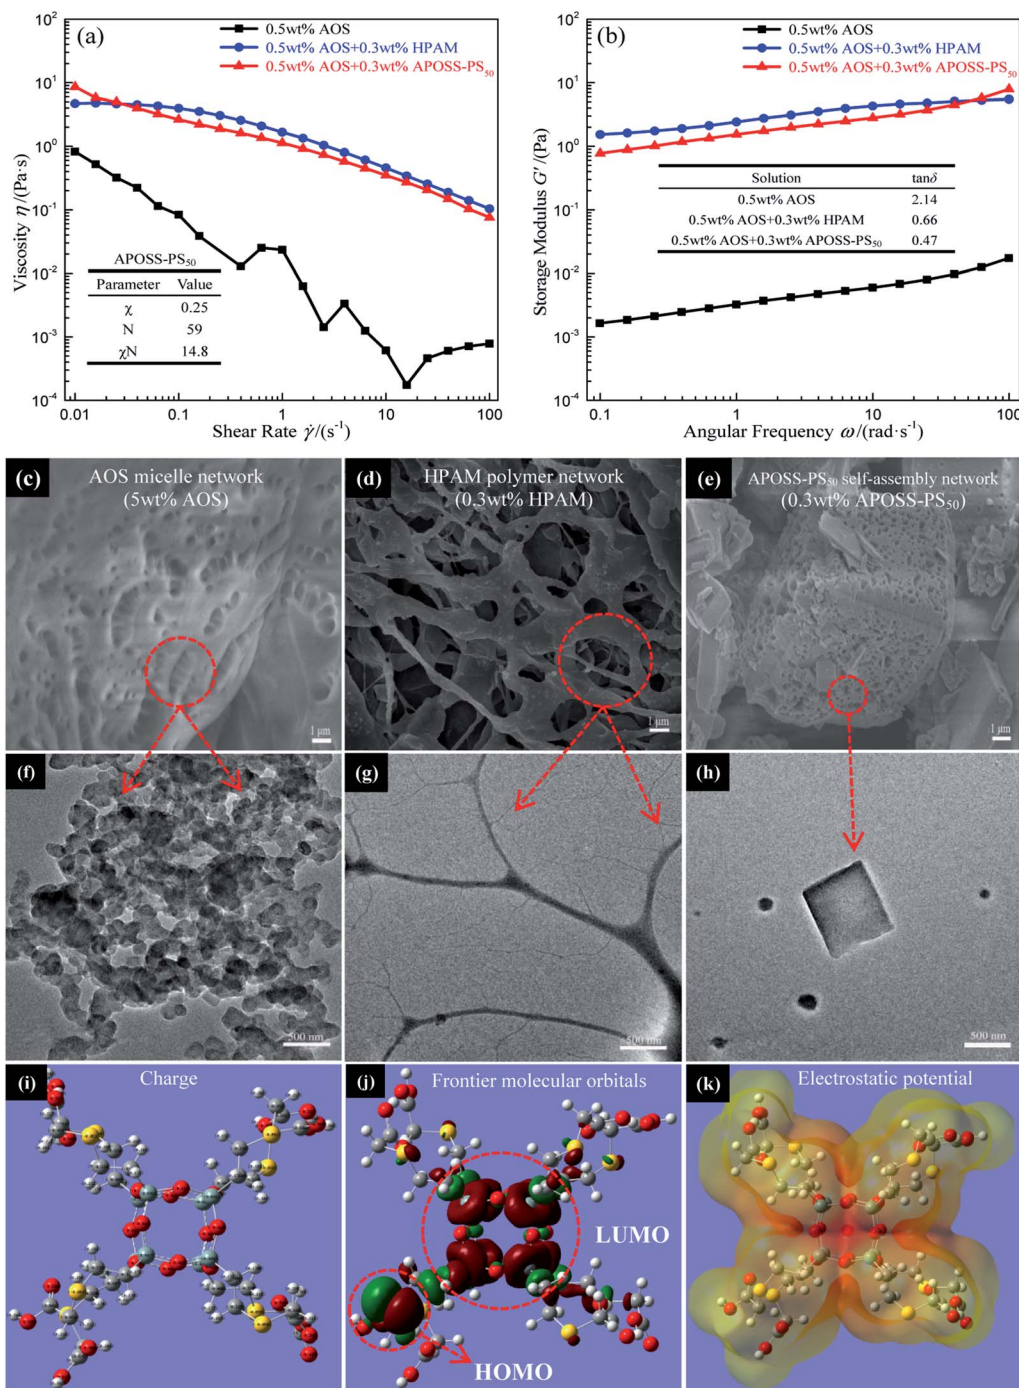 (a)
0.5wt% AOS
0.5wt% AOS+0.3wt% HPAM
0.5wt% AOS+0.3wt% APOSS-PS₅₀
10²
10¹
10⁰
10⁻¹
10⁻²
10⁻³
10⁻⁴
Viscosity η /(Pa·s)
APOSS-PS₅₀
Parameter Value
χ 0.25
N 59
χN 14.8
0.01 0.1 1 10 100
Shear Rate γ̇ /(s⁻¹)
(b)
0.5wt% AOS
0.5wt% AOS+0.3wt% HPAM
0.5wt% AOS+0.3wt% APOSS-PS₅₀
10²
10¹
10⁰
10⁻¹
10⁻²
10⁻³
10⁻⁴
Storage Modulus G′/(Pa)
Solution tanδ
0.5wt% AOS 2.14
0.5wt% AOS+0.3wt% HPAM 0.66
0.5wt% AOS+0.3wt% APOSS-PS₅₀ 0.47
0.1 1 10 100
Angular Frequency ω /(rad·s⁻¹)
(c)
AOS micelle network
(5wt% AOS)
1 μm
(d)
HPAM polymer network
(0.3wt% HPAM)
1 μm
(e)
APOSS-PS₅₀ self-assembly network
(0.3wt% APOSS-PS₅₀)
1 μm
(f)
500 nm
(g)
500 nm
(h)
500 nm
(i)
Charge
(j)
Frontier molecular orbitals
LUMO
HOMO
(k)
Electrostatic potential